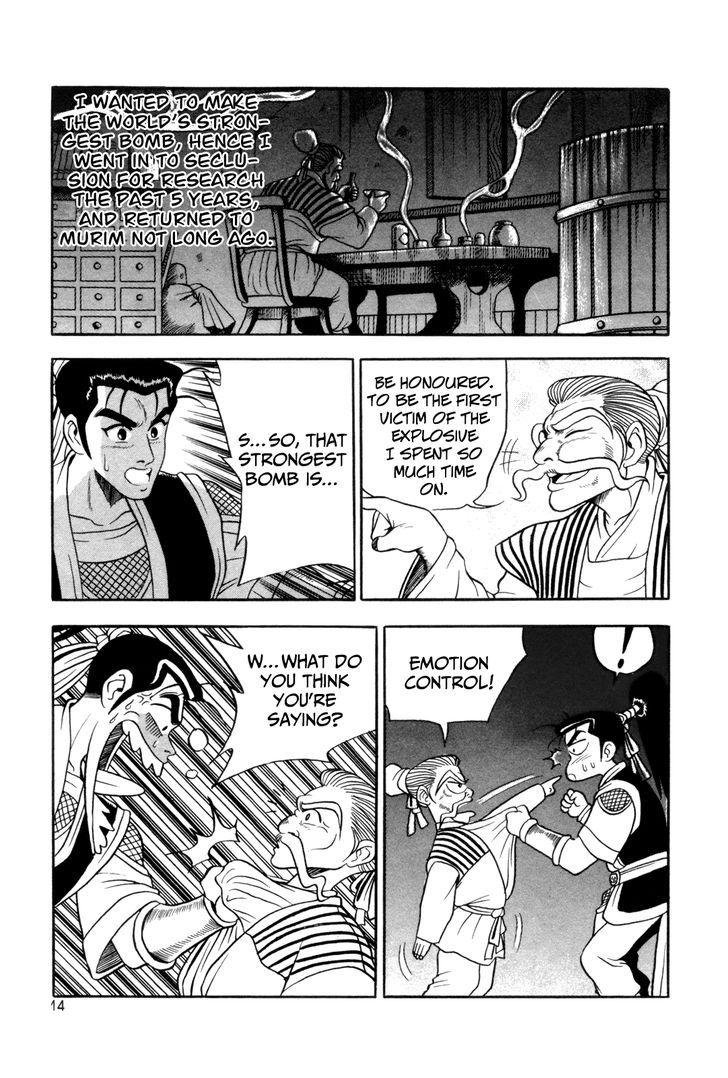 I WANTED TO MAKE
THE WORLD'S STRON-
GEST BOMB, HENCE I
WENT IN TO SECLU-
SION FOR RESEARCH
THE PAST 5 YEARS,
AND RETURNED TO
MURIM NOT LONG AGO.
S...SO, THAT
STRONGEST
BOMB IS...
BE HONOURED.
TO BE THE FIRST
VICTIM OF THE
EXPLOSIVE
I SPENT SO
MUCH TIME
ON.
W...WHAT DO
YOU THINK
YOU'RE
SAYING?
EMOTION
CONTROL!
!
14